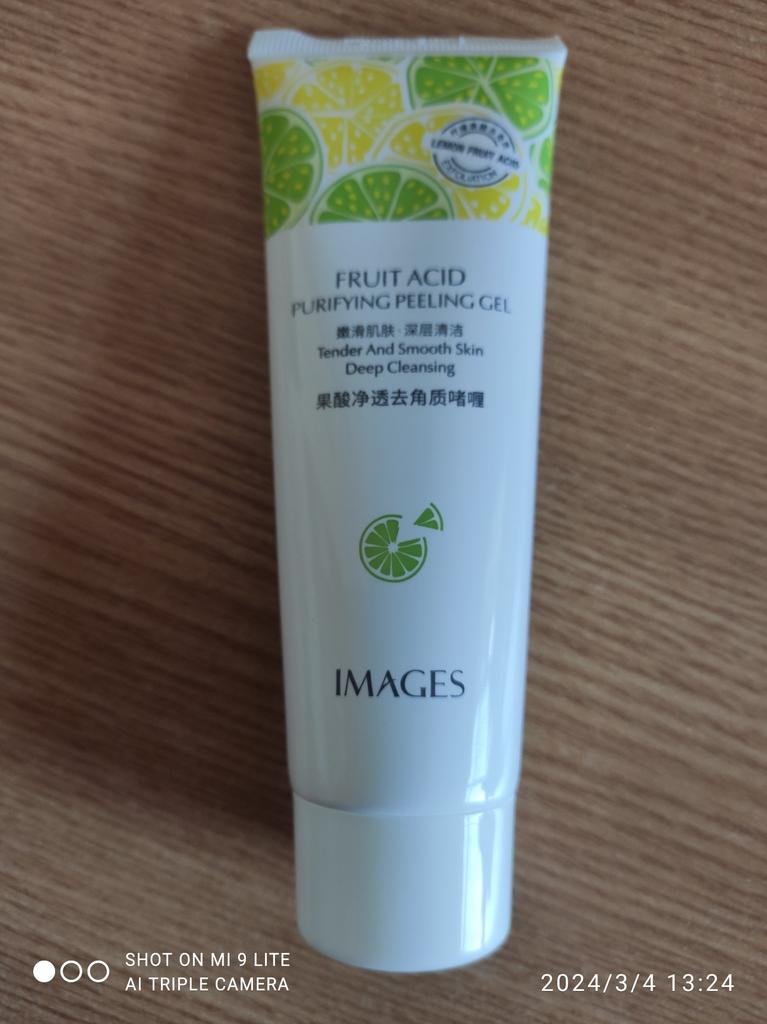 LEMON FRUIT ACID
EXFOLIATION
FRUIT ACID
PURIFYING PEELING GEL
嫩滑肌肤·深层清洁
Tender And Smooth Skin
Deep Cleansing
果酸净透去角质啫喱
IMAGES
SHOT ON MI 9 LITE
AI TRIPLE CAMERA
2024/3/4 13:24